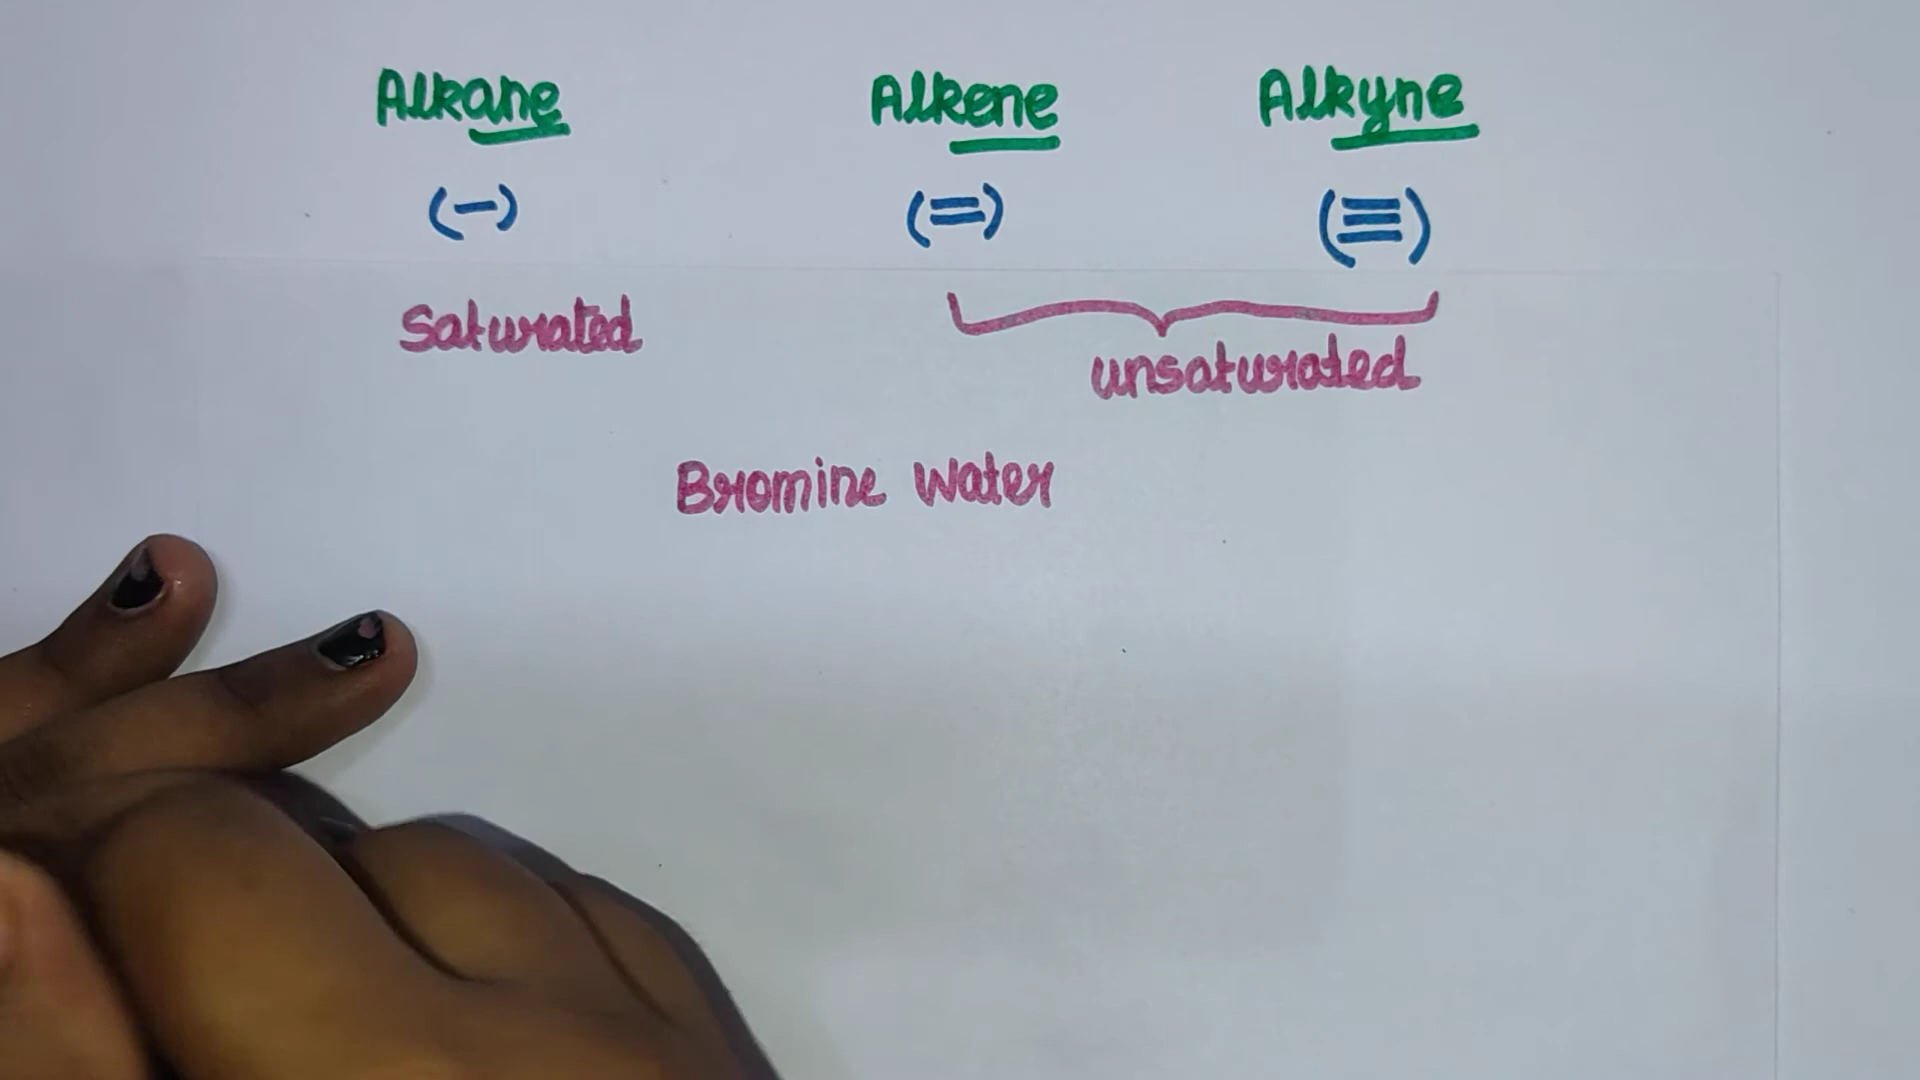 Alkane Alkene Alkyne
(-) (=) (≡)
Saturated
unsaturated
Bromine Water